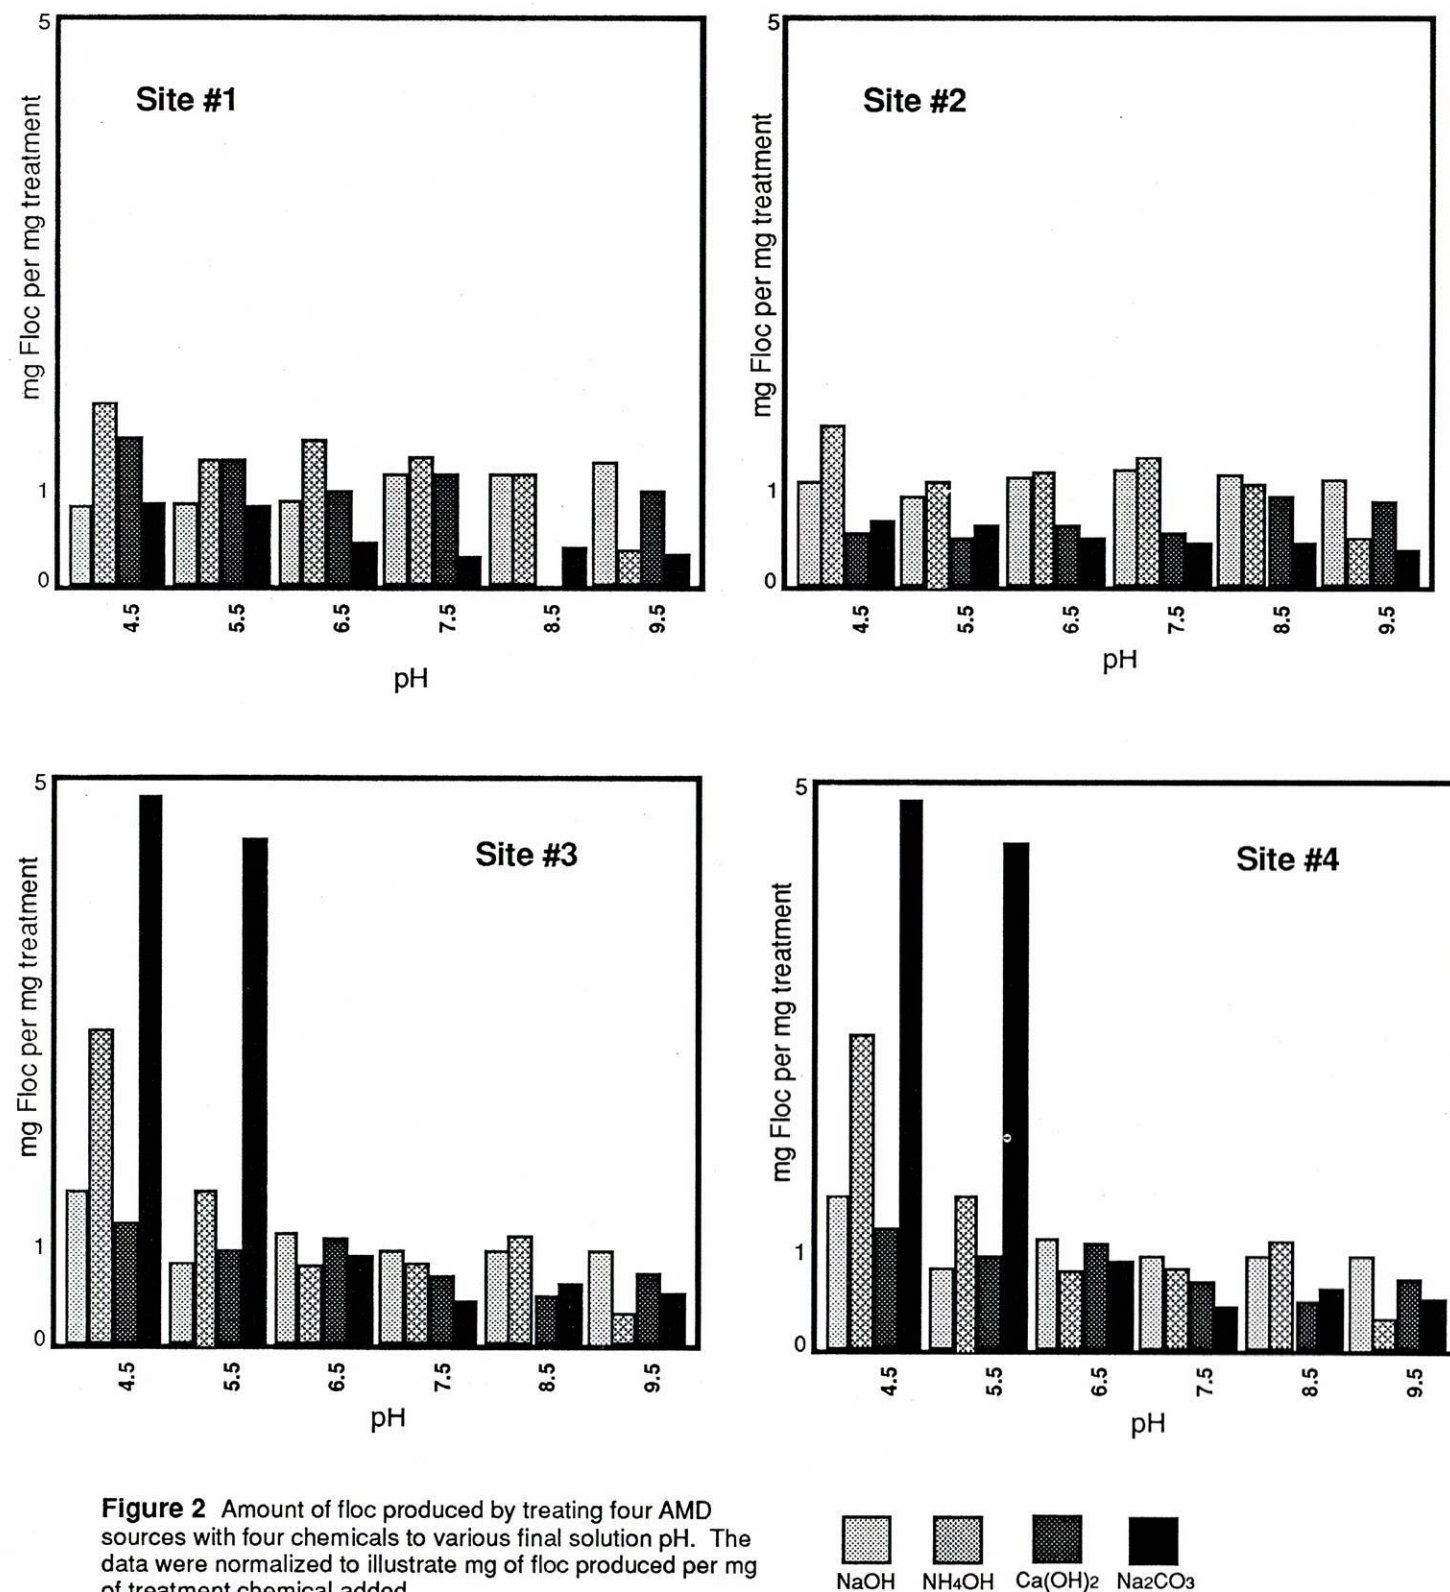 5
Site #1
mg Floc per mg treatment
1
0
4.5 5.5 6.5 7.5 8.5 9.5
pH
5
Site #2
mg Floc per mg treatment
1
0
4.5 5.5 6.5 7.5 8.5 9.5
pH
5
Site #3
mg Floc per mg treatment
1
0
4.5 5.5 6.5 7.5 8.5 9.5
pH
5
Site #4
mg Floc per mg treatment
1
0
4.5 5.5 6.5 7.5 8.5 9.5
pH
Figure 2 Amount of floc produced by treating four AMD
sources with four chemicals to various final solution pH. The
data were normalized to illustrate mg of floc produced per mg
of treatment chemical added
NaOH NH4OH Ca(OH)2 Na2CO3